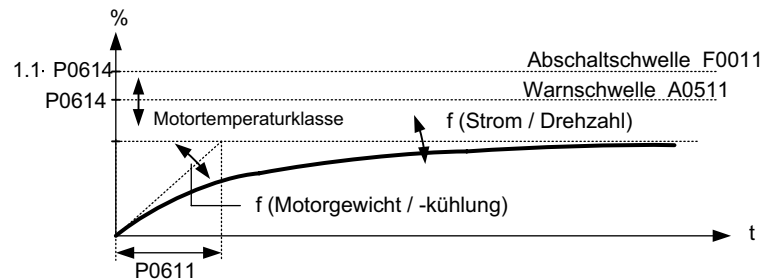 %
Abschaltschwelle F0011
1.1· P0614
Warnschwelle A0511
P0614
Motortemperaturklasse
f (Strom / Drehzahl)
f (Motorgewicht / -kühlung)
t
P0611